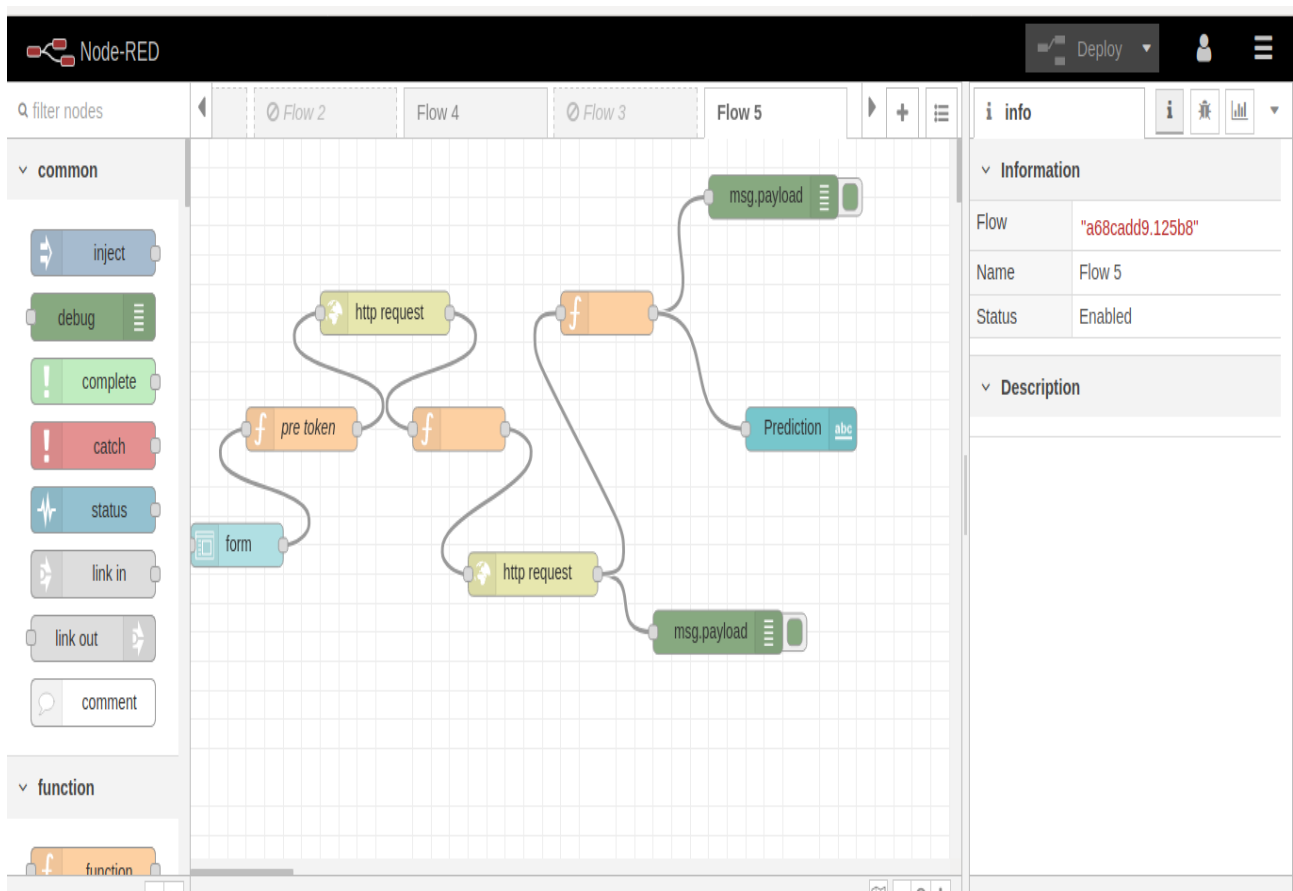 Node-RED
Deploy
filter nodes
Flow 2
Flow 4
Flow 3
Flow 5
i info
i
common
inject
debug
complete
catch
status
link in
link out
comment
function
function
msg.payload
http request
f
pre token
f
f
Prediction abc
form
http request
msg.payload
Information
Flow "a68cadd9.125b8"
Name Flow 5
Status Enabled
Description